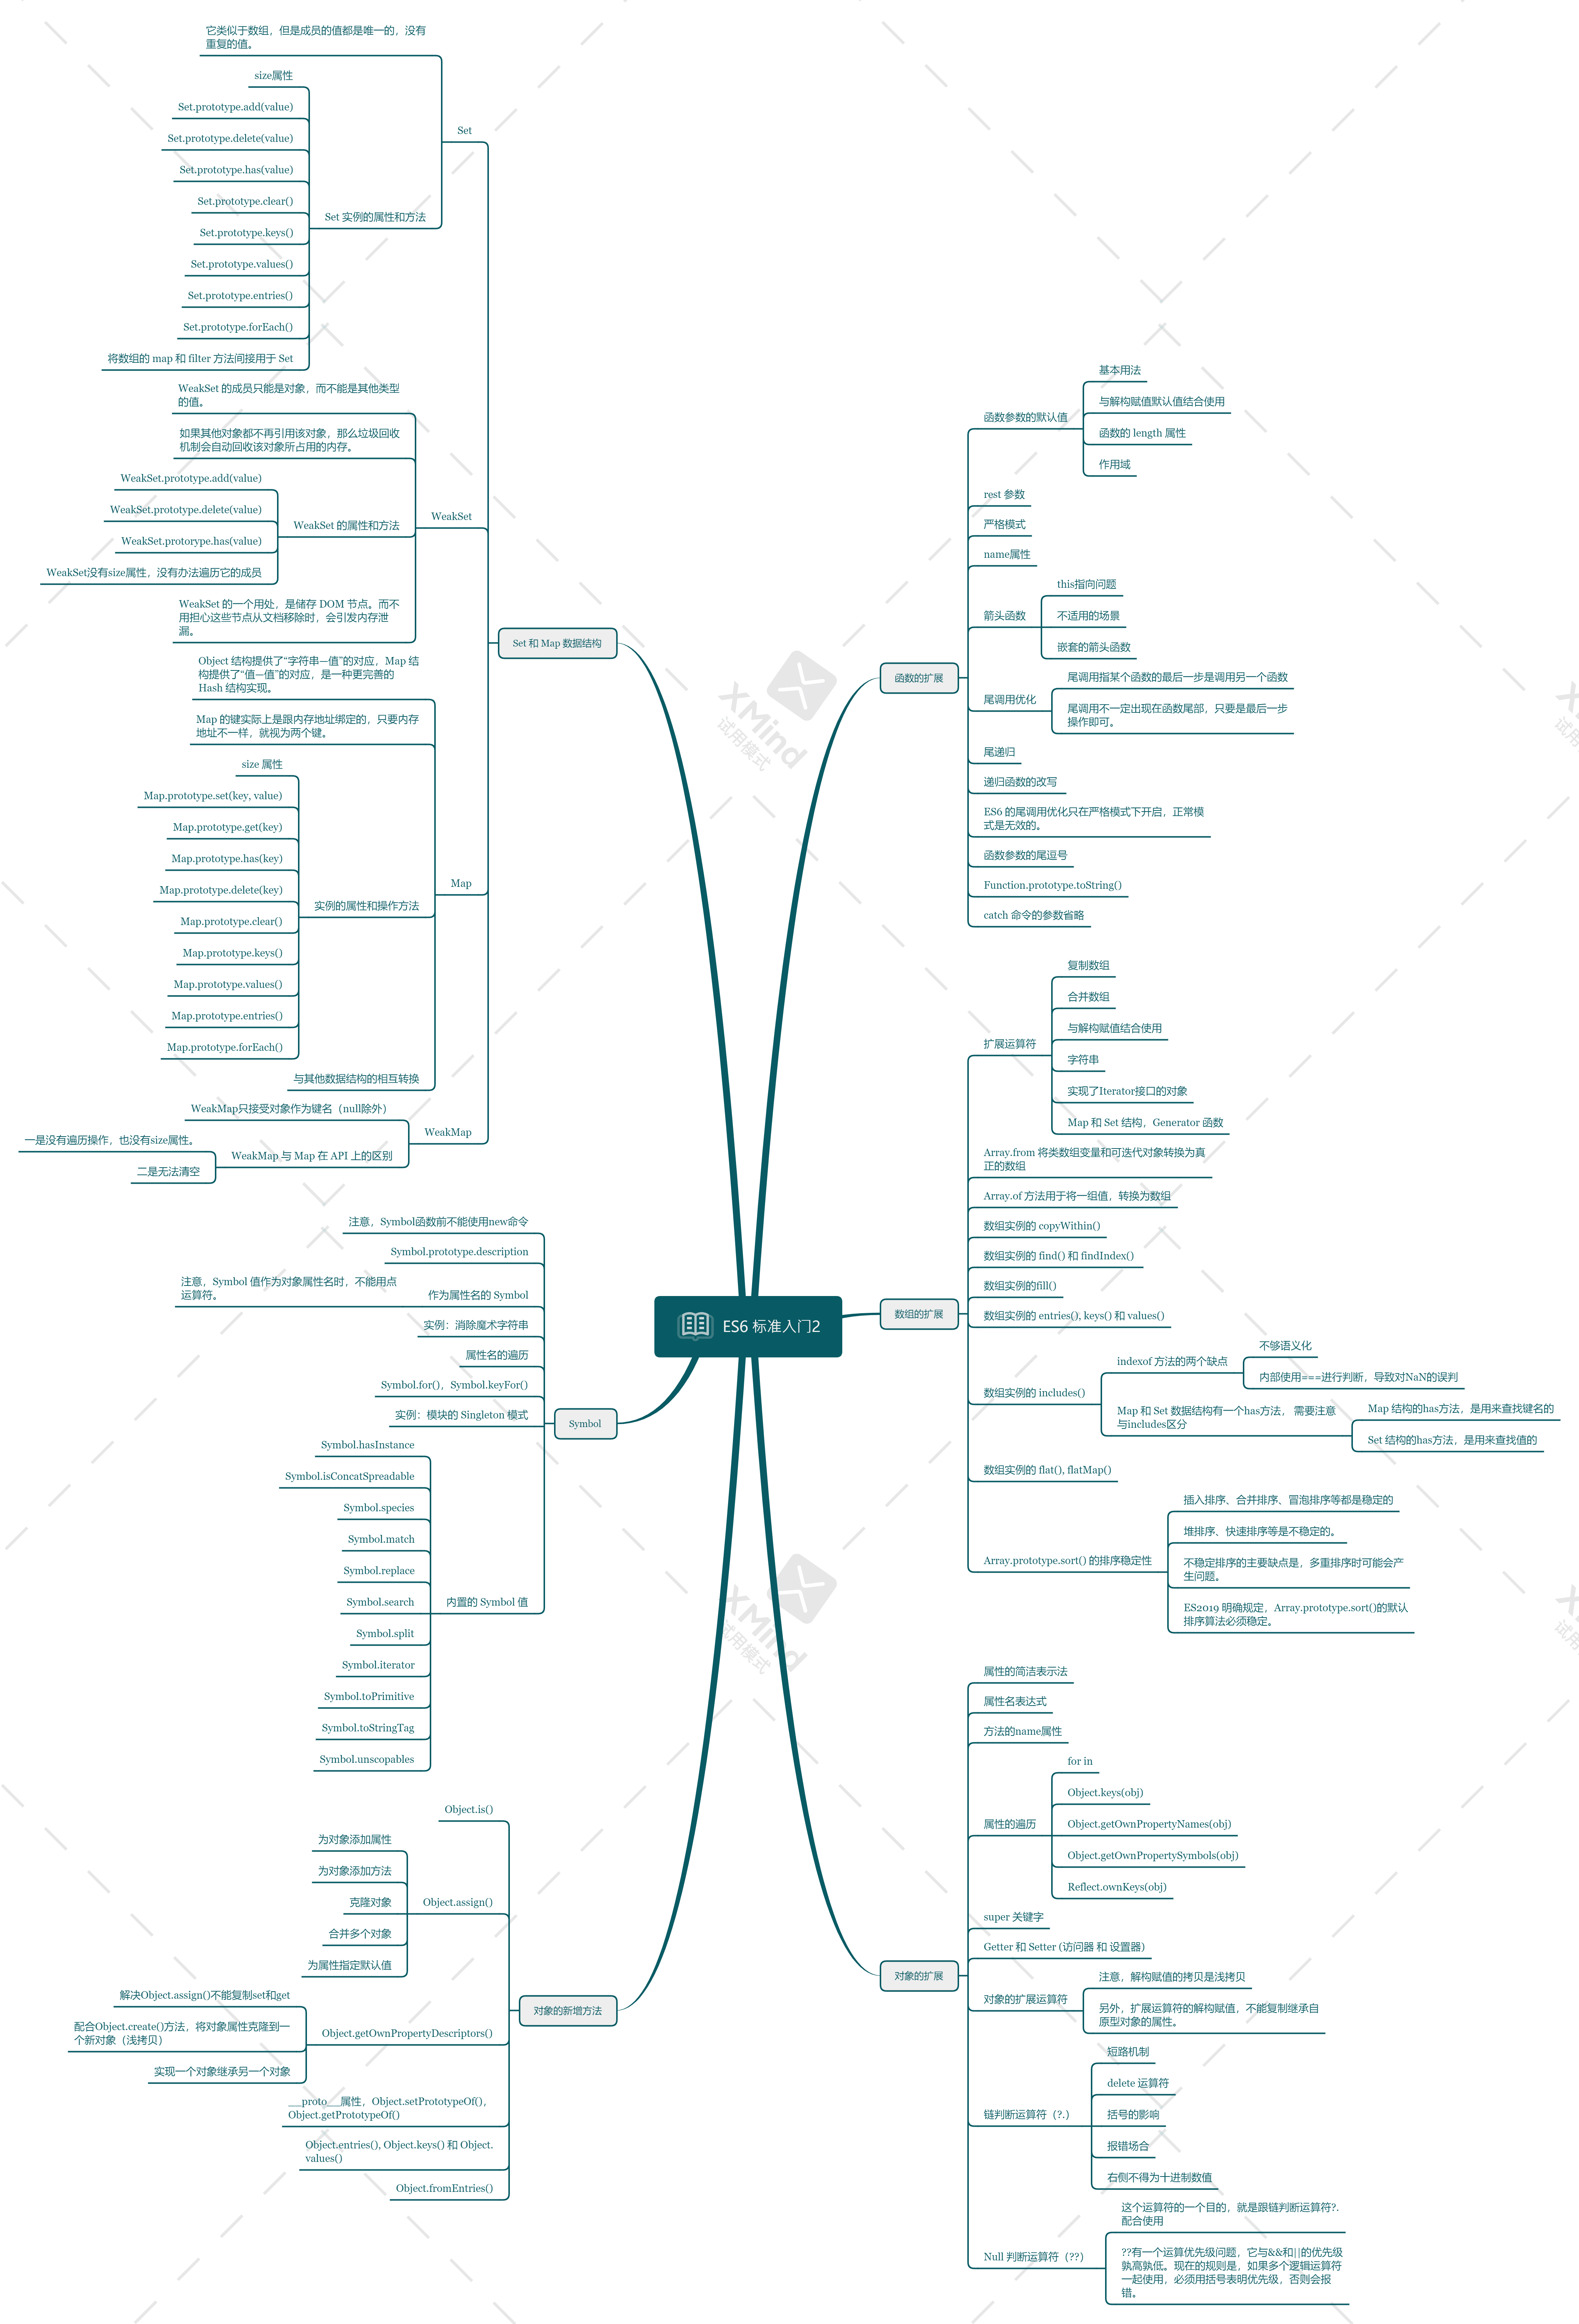 ES6 标准入门2
函数的扩展
函数参数的默认值
基本用法
与解构赋值默认值结合使用
函数的 length 属性
作用域
rest 参数
严格模式
name属性
箭头函数
this指向问题
不适用的场景
嵌套的箭头函数
尾调用优化
尾调用指某个函数的最后一步是调用另一个函数
尾调用不一定出现在函数尾部，只要是最后一步
操作即可。
尾递归
递归函数的改写
ES6 的尾调用优化只在严格模式下开启，正常模
式是无效的。
函数参数的尾逗号
Function.prototype.toString()
catch 命令的参数省略
数组的扩展
扩展运算符
复制数组
合并数组
与解构赋值结合使用
字符串
实现了Iterator接口的对象
Map 和 Set 结构，Generator 函数
Array.from 将类数组变量和可迭代对象转换为真
正的数组
Array.of 方法用于将一组值，转换为数组
数组实例的 copyWithin()
数组实例的 find() 和 findIndex()
数组实例的fill()
数组实例的 entries(), keys() 和 values()
数组实例的 includes()
indexof 方法的两个缺点
不够语义化
内部使用===进行判断，导致对NaN的误判
Map 和 Set 数据结构有一个has方法， 需要注意
与includes区分
Map 结构的has方法，是用来查找键名的
Set 结构的has方法，是用来查找值的
数组实例的 flat(), flatMap()
Array.prototype.sort() 的排序稳定性
插入排序、合并排序、冒泡排序等都是稳定的
堆排序、快速排序等是不稳定的。
不稳定排序的主要缺点是，多重排序时可能会产
生问题。
ES2019 明确规定，Array.prototype.sort()的默认
排序算法必须稳定。
对象的扩展
属性的简洁表示法
属性名表达式
方法的name属性
属性的遍历
for in
Object.keys(obj)
Object.getOwnPropertyNames(obj)
Object.getOwnPropertySymbols(obj)
Reflect.ownKeys(obj)
super 关键字
Getter 和 Setter (访问器 和 设置器)
对象的扩展运算符
注意，解构赋值的拷贝是浅拷贝
另外，扩展运算符的解构赋值，不能复制继承自
原型对象的属性。
链判断运算符（?.）
短路机制
delete 运算符
括号的影响
报错场合
右侧不得为十进制数值
Null 判断运算符（??）
这个运算符的一个目的，就是跟链判断运算符?.
配合使用
??有一个运算优先级问题，它与&&和||的优先级
孰高孰低。现在的规则是，如果多个逻辑运算符
一起使用，必须用括号表明优先级，否则会报
错。
Set 和 Map 数据结构
Set
它类似于数组，但是成员的值都是唯一的，没有
重复的值。
Set 实例的属性和方法
size属性
Set.prototype.add(value)
Set.prototype.delete(value)
Set.prototype.has(value)
Set.prototype.clear()
Set.prototype.keys()
Set.prototype.values()
Set.prototype.entries()
Set.prototype.forEach()
将数组的 map 和 filter 方法间接用于 Set
WeakSet
WeakSet 的成员只能是对象，而不能是其他类型
的值。
如果其他对象都不再引用该对象，那么垃圾回收
机制会自动回收该对象所占用的内存。
WeakSet 的属性和方法
WeakSet.prototype.add(value)
WeakSet.prototype.delete(value)
WeakSet.protorype.has(value)
WeakSet没有size属性，没有办法遍历它的成员
WeakSet 的一个用处，是储存 DOM 节点。而不
用担心这些节点从文档移除时，会引发内存泄
漏。
Map
Object 结构提供了“字符串—值”的对应，Map 结
构提供了“值—值”的对应，是一种更完善的
Hash 结构实现。
Map 的键实际上是跟内存地址绑定的，只要内存
地址不一样，就视为两个键。
实例的属性和操作方法
size 属性
Map.prototype.set(key, value)
Map.prototype.get(key)
Map.prototype.has(key)
Map.prototype.delete(key)
Map.prototype.clear()
Map.prototype.keys()
Map.prototype.values()
Map.prototype.entries()
Map.prototype.forEach()
与其他数据结构的相互转换
WeakMap
WeakMap只接受对象作为键名（null除外）
WeakMap 与 Map 在 API 上的区别
一是没有遍历操作，也没有size属性。
二是无法清空
Symbol
注意，Symbol函数前不能使用new命令
Symbol.prototype.description
作为属性名的 Symbol
注意，Symbol 值作为对象属性名时，不能用点
运算符。
实例：消除魔术字符串
属性名的遍历
Symbol.for()，Symbol.keyFor()
实例：模块的 Singleton 模式
内置的 Symbol 值
Symbol.hasInstance
Symbol.isConcatSpreadable
Symbol.species
Symbol.match
Symbol.replace
Symbol.search
Symbol.split
Symbol.iterator
Symbol.toPrimitive
Symbol.toStringTag
Symbol.unscopables
对象的新增方法
Object.is()
Object.assign()
为对象添加属性
为对象添加方法
克隆对象
合并多个对象
为属性指定默认值
Object.getOwnPropertyDescriptors()
解决Object.assign()不能复制set和get
配合Object.create()方法，将对象属性克隆到一
个新对象（浅拷贝）
实现一个对象继承另一个对象
__proto__属性，Object.setPrototypeOf()，
Object.getPrototypeOf()
Object.entries(), Object.keys() 和 Object.
values()
Object.fromEntries()
XMind
试用模式
XMind
试用模式